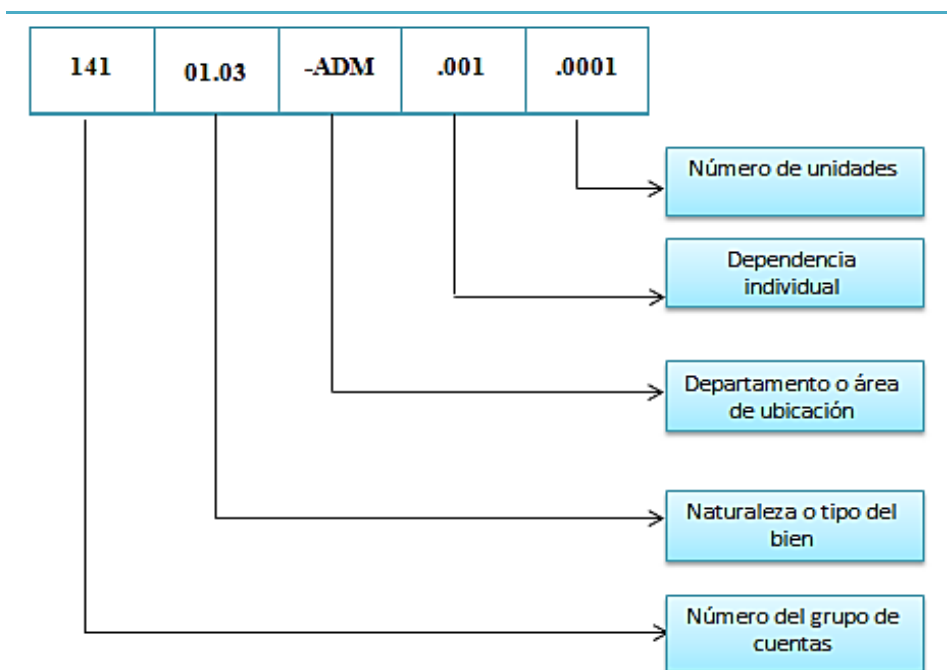 141 01.03 -ADM .001 .0001
Número de unidades
Dependencia
individual
Departamento o área
de ubicación
Naturaleza o tipo del
bien
Número del grupo de
cuentas